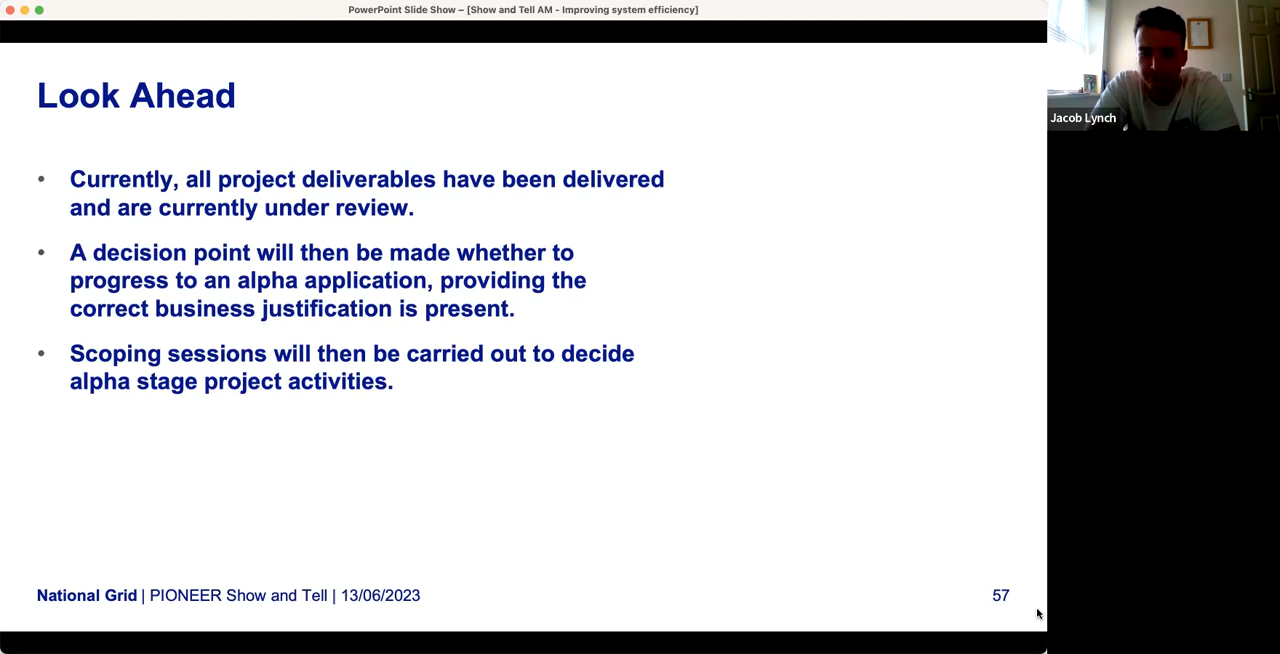 PowerPoint Slide Show – [Show and Tell AM - Improving system efficiency]
Look Ahead
• Currently, all project deliverables have been delivered
and are currently under review.
• A decision point will then be made whether to
progress to an alpha application, providing the
correct business justification is present.
• Scoping sessions will then be carried out to decide
alpha stage project activities.
National Grid | PIONEER Show and Tell | 13/06/2023
57
Jacob Lynch